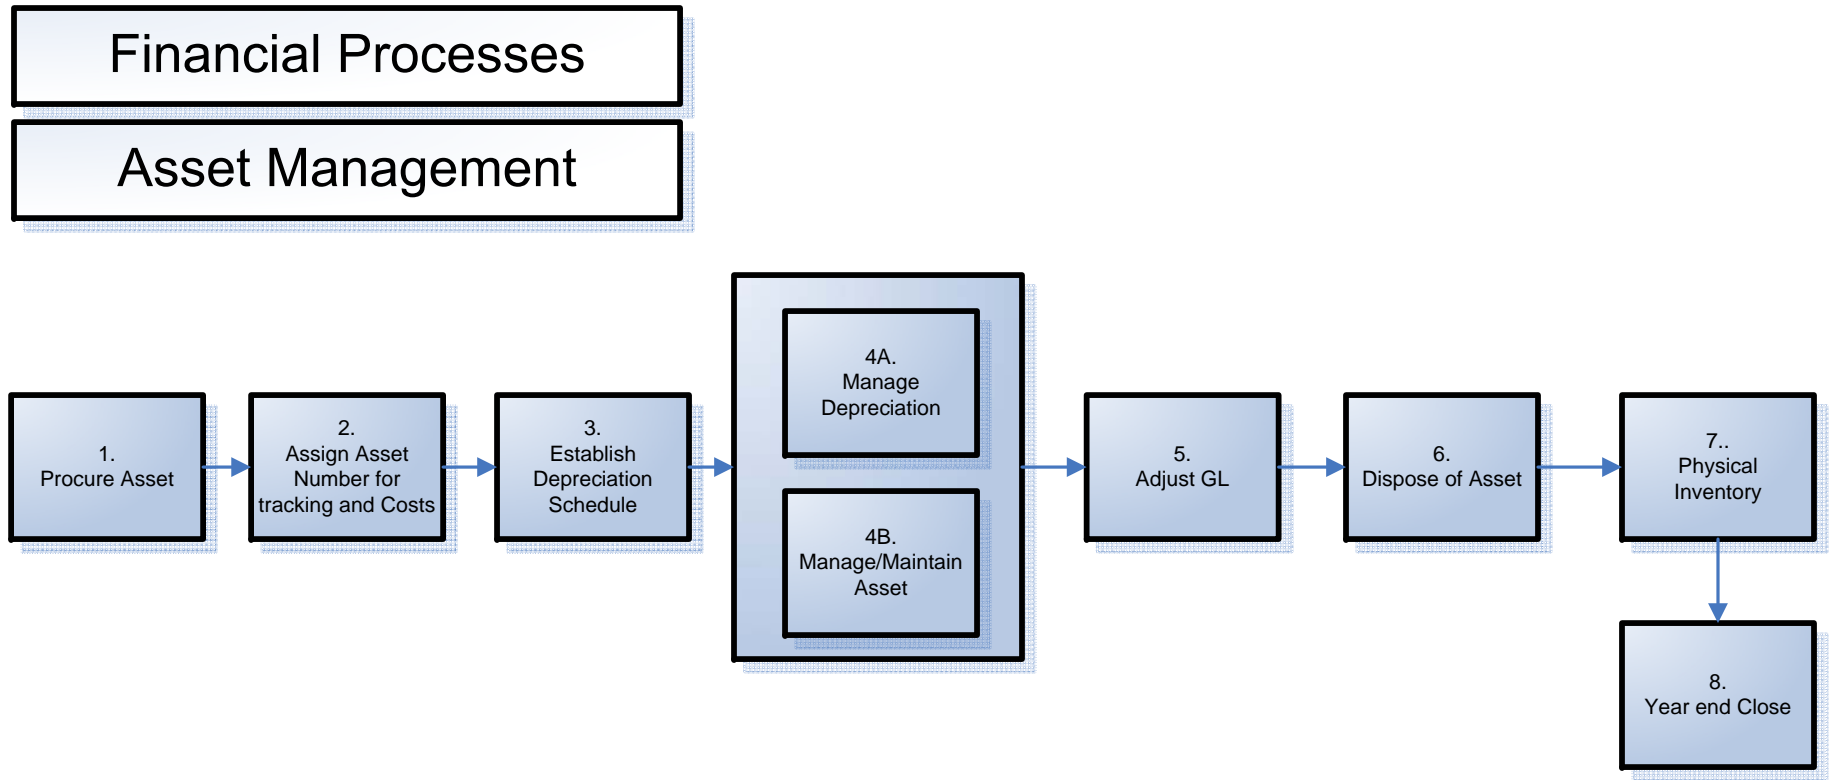 Financial Processes
Asset Management
1.
Procure Asset
2.
Assign Asset
Number for
tracking and Costs
3.
Establish
Depreciation
Schedule
4A.
Manage
Depreciation
4B.
Manage/Maintain
Asset
5.
Adjust GL
6.
Dispose of Asset
7..
Physical
Inventory
8.
Year end Close